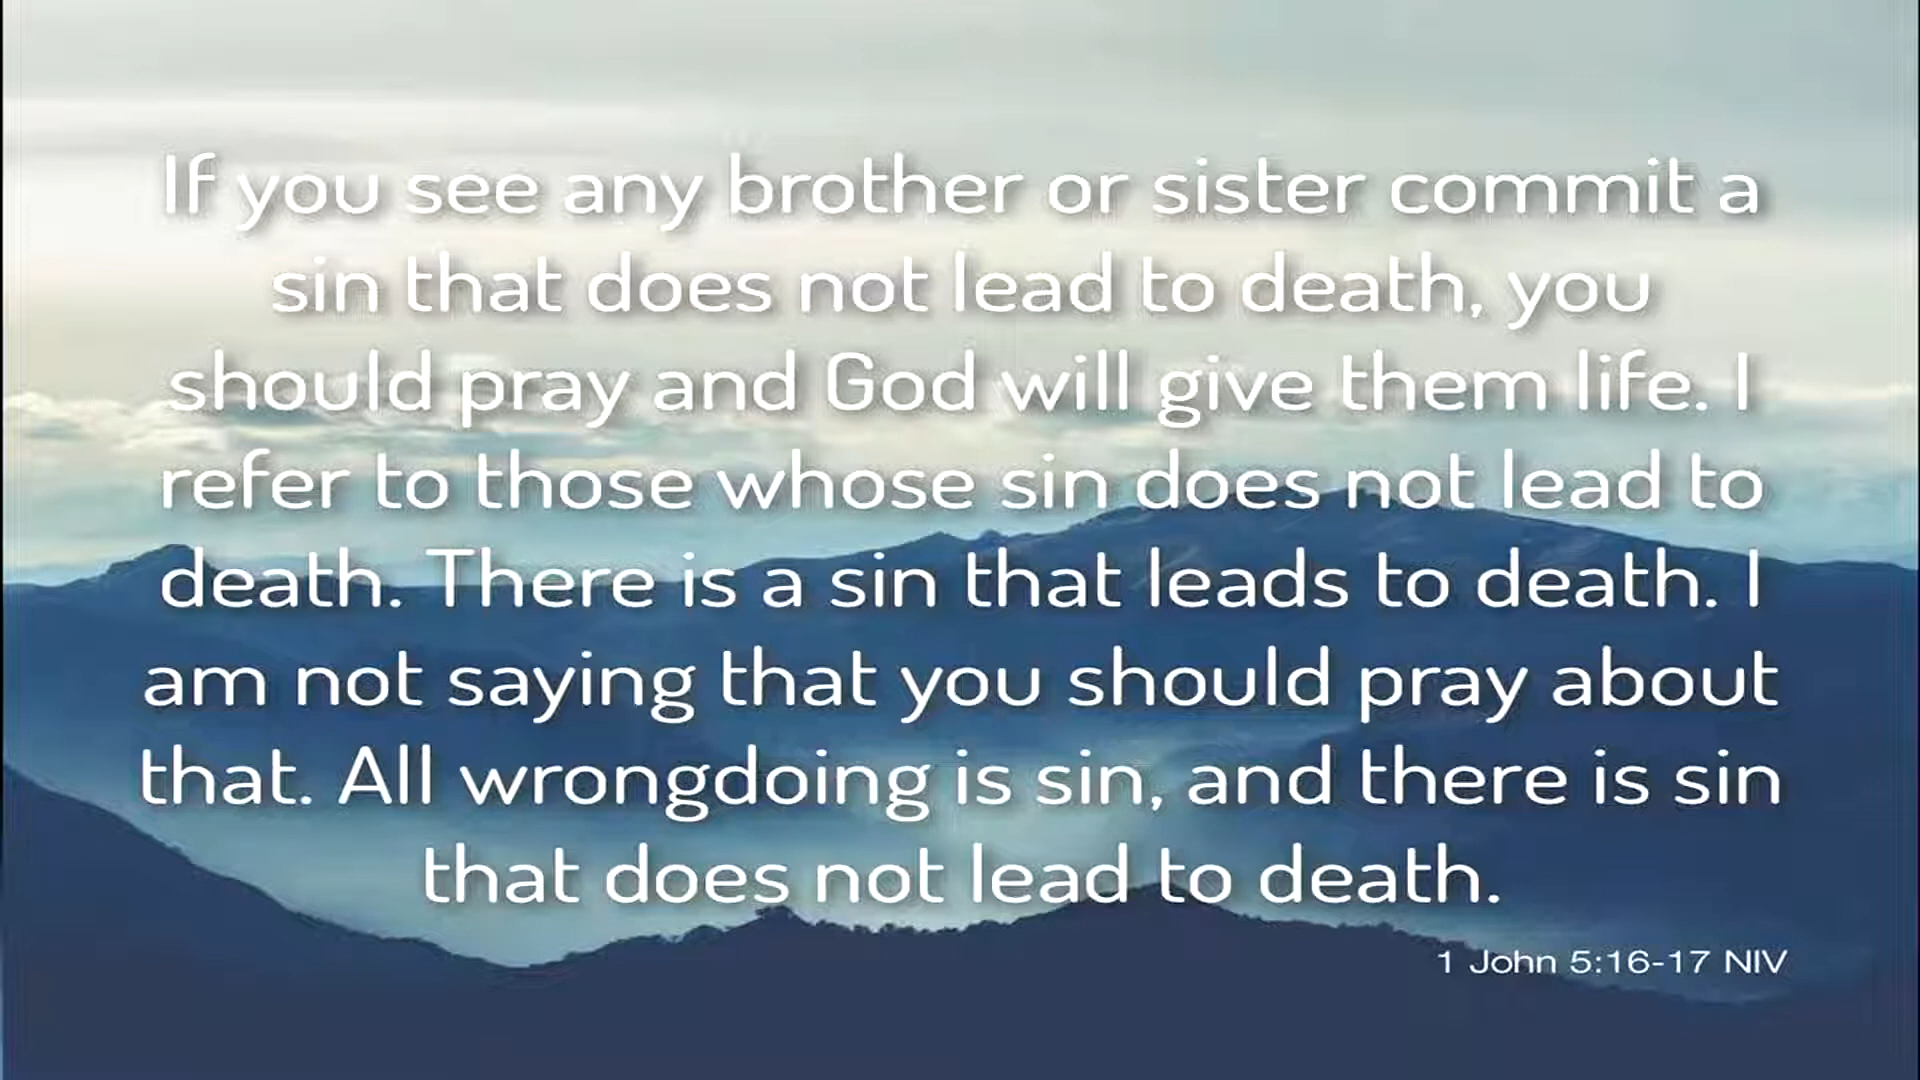 If you see any brother or sister commit a
sin that does not lead to death, you
should pray and God will give them life. I
refer to those whose sin does not lead to
death. There is a sin that leads to death. I
am not saying that you should pray about
that. All wrongdoing is sin, and there is sin
that does not lead to death.
1 John 5:16-17 NIV